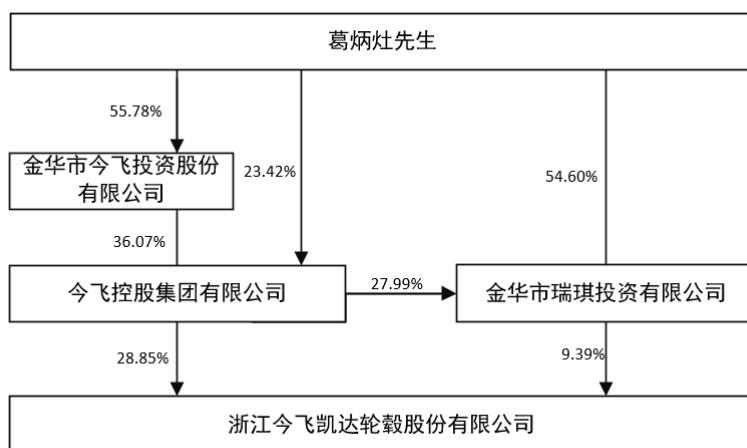 葛炳灶先生
55.78%
金华市今飞投资股份
有限公司
23.42%
54.60%
36.07%
今飞控股集团有限公司
27.99%
金华市瑞琪投资有限公司
28.85%
9.39%
浙江今飞凯达轮毂股份有限公司